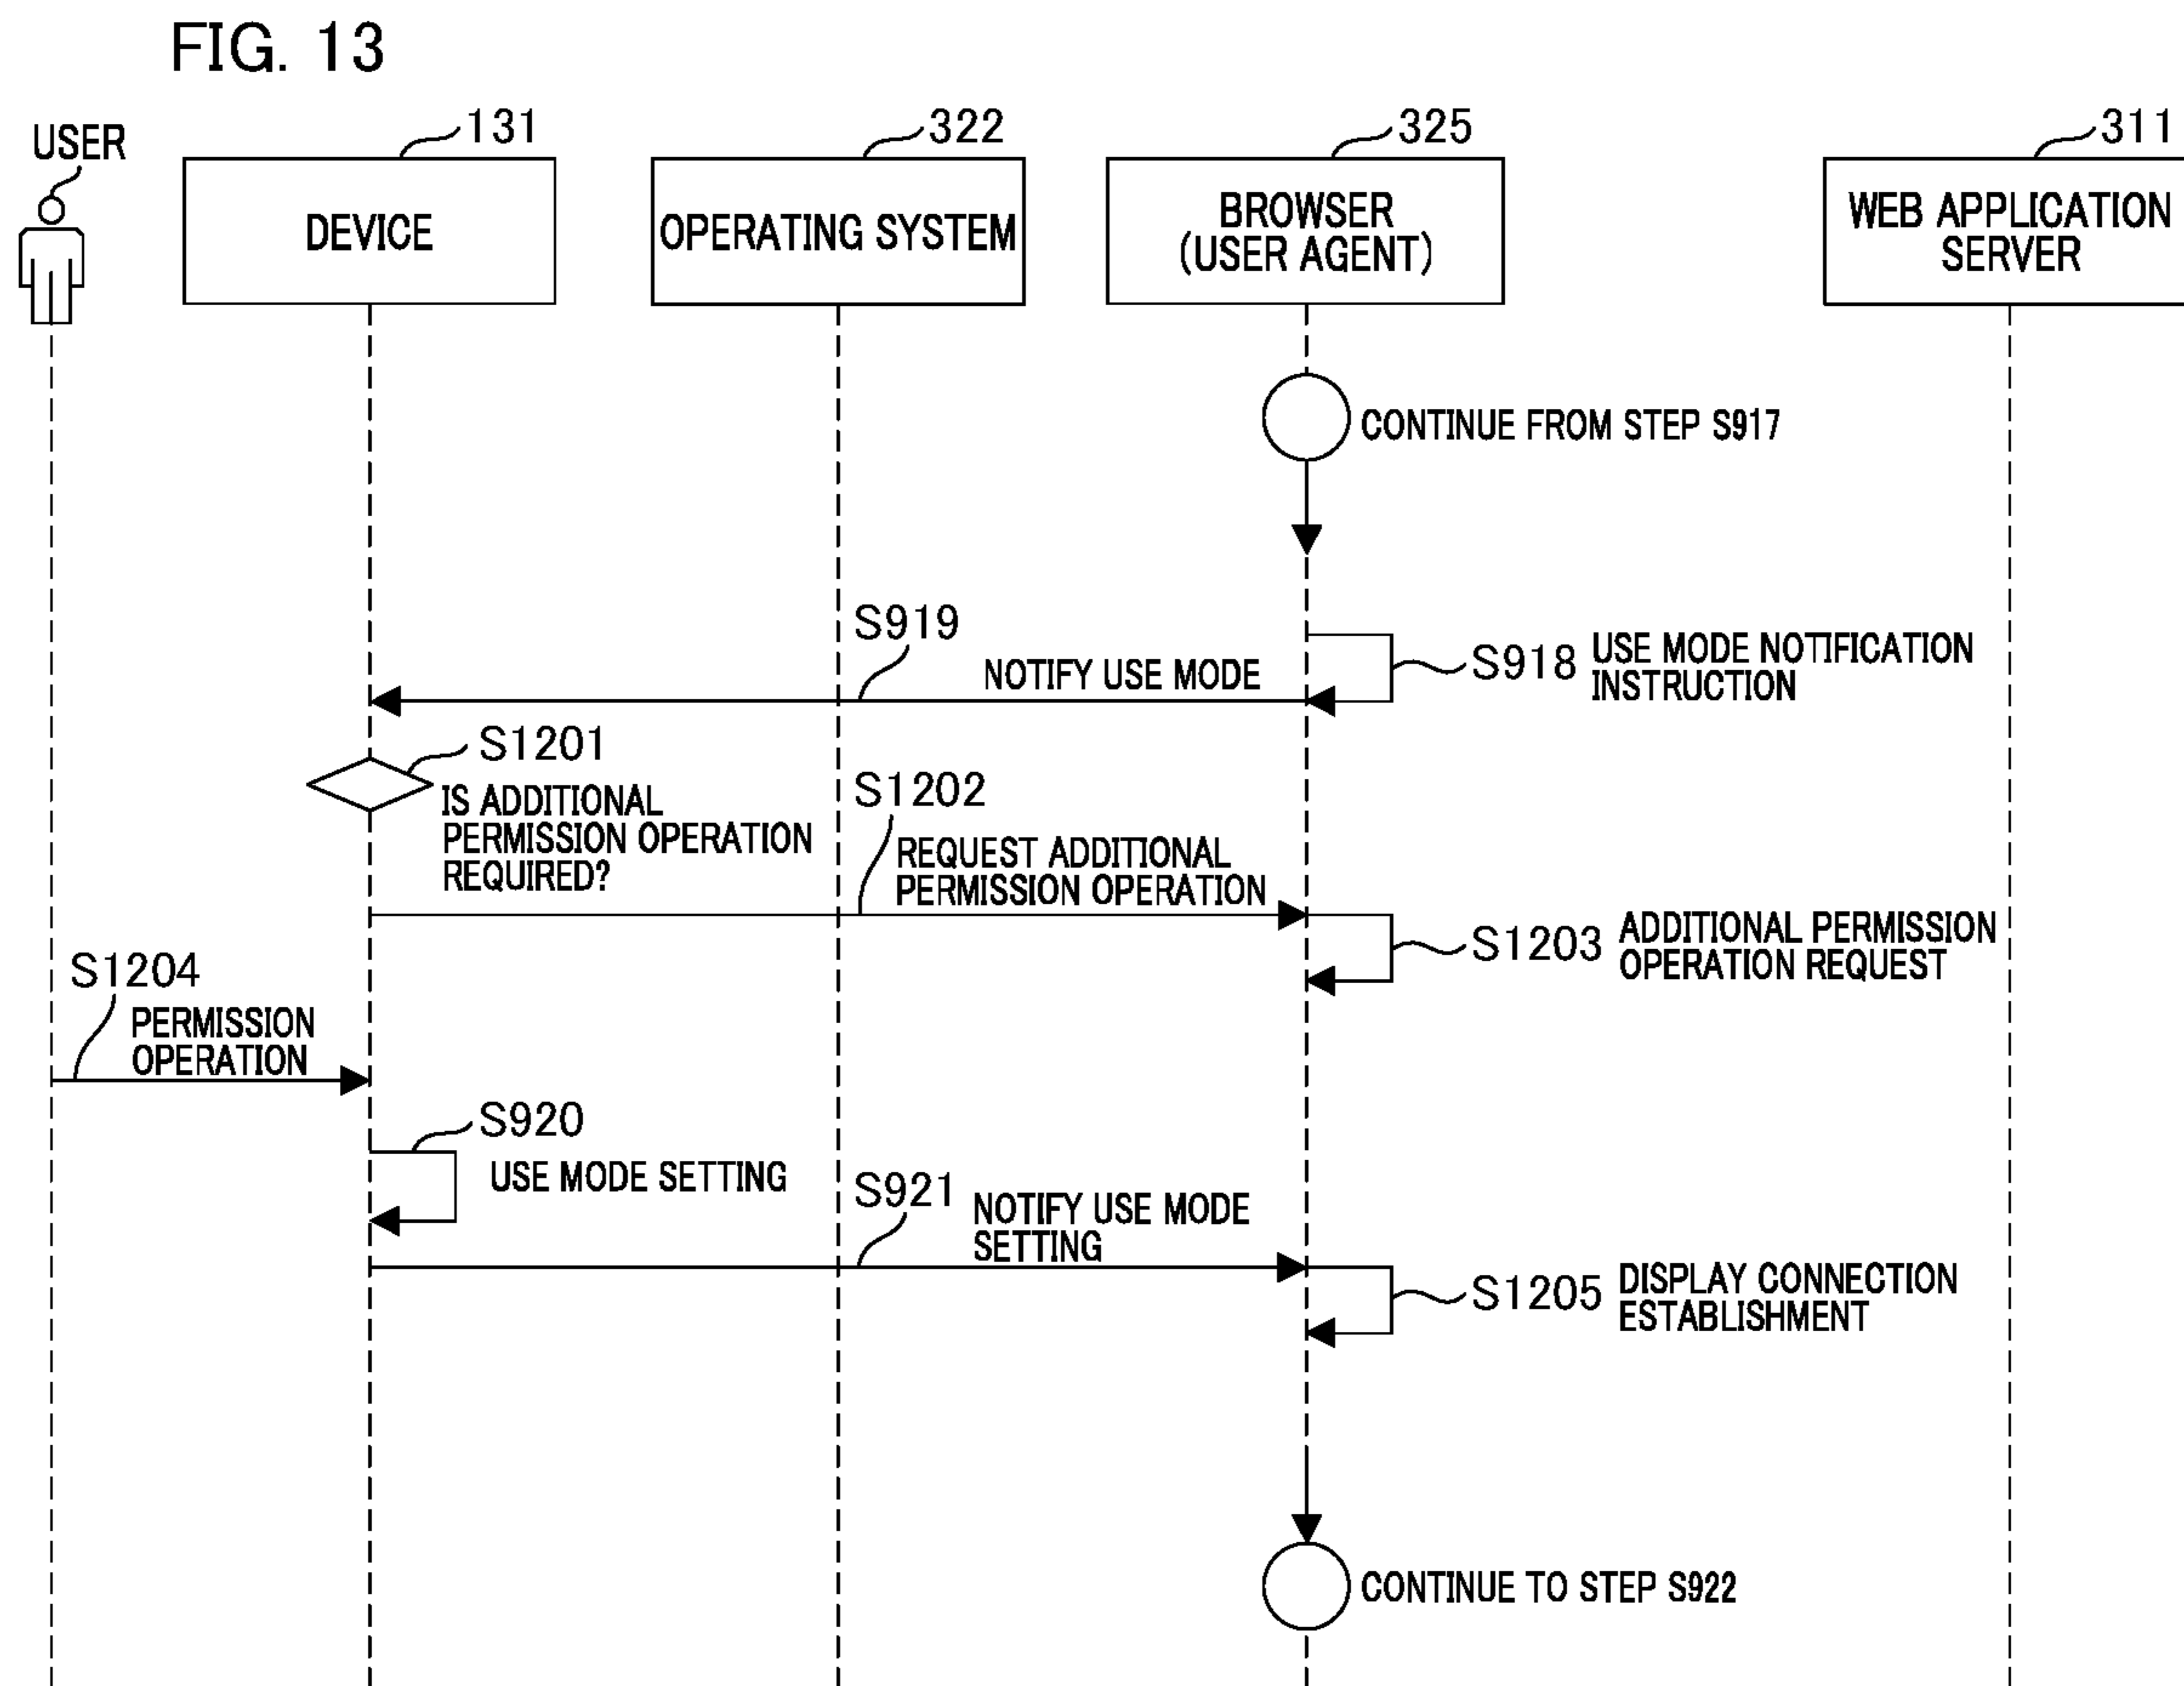 FIG. 13
USER
131
322
325
311
DEVICE
OPERATING SYSTEM
BROWSER
(USER AGENT)
WEB APPLICATION
SERVER
CONTINUE FROM STEP S917
S919
NOTIFY USE MODE
S918
USE MODE NOTIFICATION
INSTRUCTION
S1201
IS ADDITIONAL
PERMISSION OPERATION
REQUIRED?
S1202
REQUEST ADDITIONAL
PERMISSION OPERATION
S1203
ADDITIONAL PERMISSION
OPERATION REQUEST
S1204
PERMISSION
OPERATION
S920
USE MODE SETTING
S921
NOTIFY USE MODE
SETTING
S1205
DISPLAY CONNECTION
ESTABLISHMENT
CONTINUE TO STEP S922